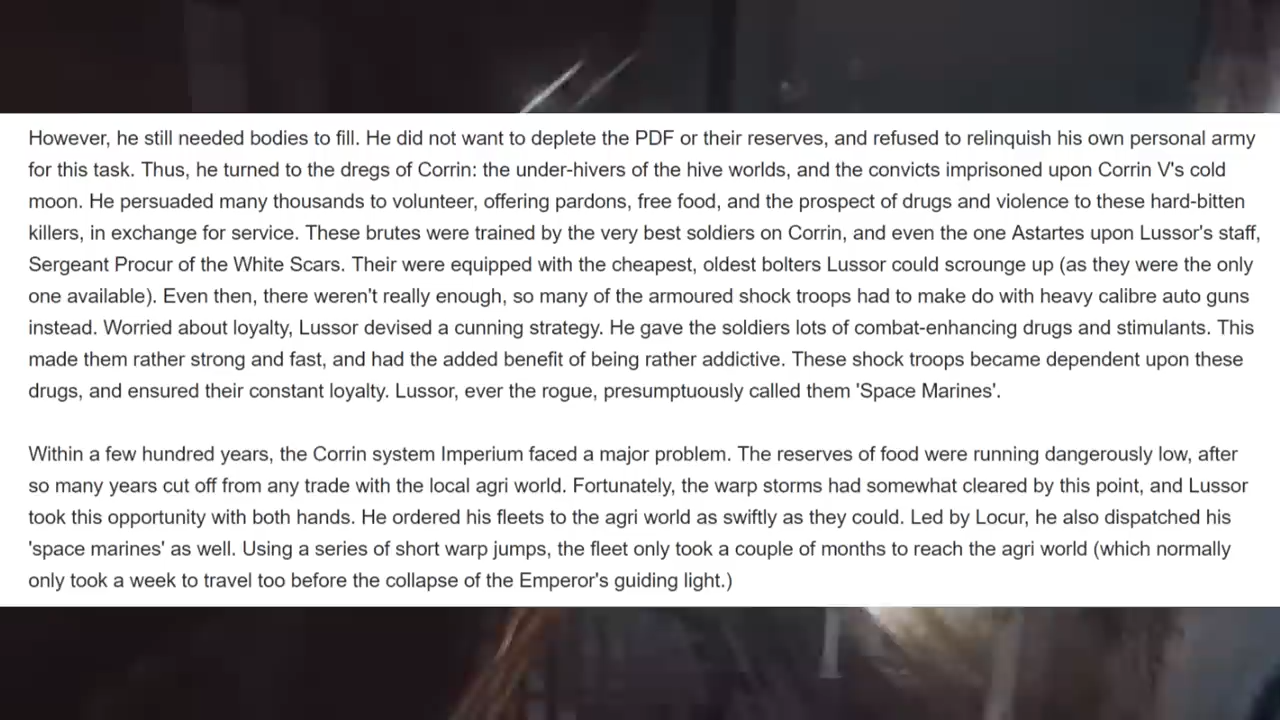 However, he still needed bodies to fill. He did not want to deplete the PDF or their reserves, and refused to relinquish his own personal army
for this task. Thus, he turned to the dregs of Corrin: the under-hivers of the hive worlds, and the convicts imprisoned upon Corrin V's cold
moon. He persuaded many thousands to volunteer, offering pardons, free food, and the prospect of drugs and violence to these hard-bitten
killers, in exchange for service. These brutes were trained by the very best soldiers on Corrin, and even the one Astartes upon Lussor's staff,
Sergeant Procur of the White Scars. Their were equipped with the cheapest, oldest bolters Lussor could scrounge up (as they were the only
one available). Even then, there weren't really enough, so many of the armoured shock troops had to make do with heavy calibre auto guns
instead. Worried about loyalty, Lussor devised a cunning strategy. He gave the soldiers lots of combat-enhancing drugs and stimulants. This
made them rather strong and fast, and had the added benefit of being rather addictive. These shock troops became dependent upon these
drugs, and ensured their constant loyalty. Lussor, ever the rogue, presumptuously called them 'Space Marines'.
Within a few hundred years, the Corrin system Imperium faced a major problem. The reserves of food were running dangerously low, after
so many years cut off from any trade with the local agri world. Fortunately, the warp storms had somewhat cleared by this point, and Lussor
took this opportunity with both hands. He ordered his fleets to the agri world as swiftly as they could. Led by Locur, he also dispatched his
'space marines' as well. Using a series of short warp jumps, the fleet only took a couple of months to reach the agri world (which normally
only took a week to travel too before the collapse of the Emperor's guiding light.)